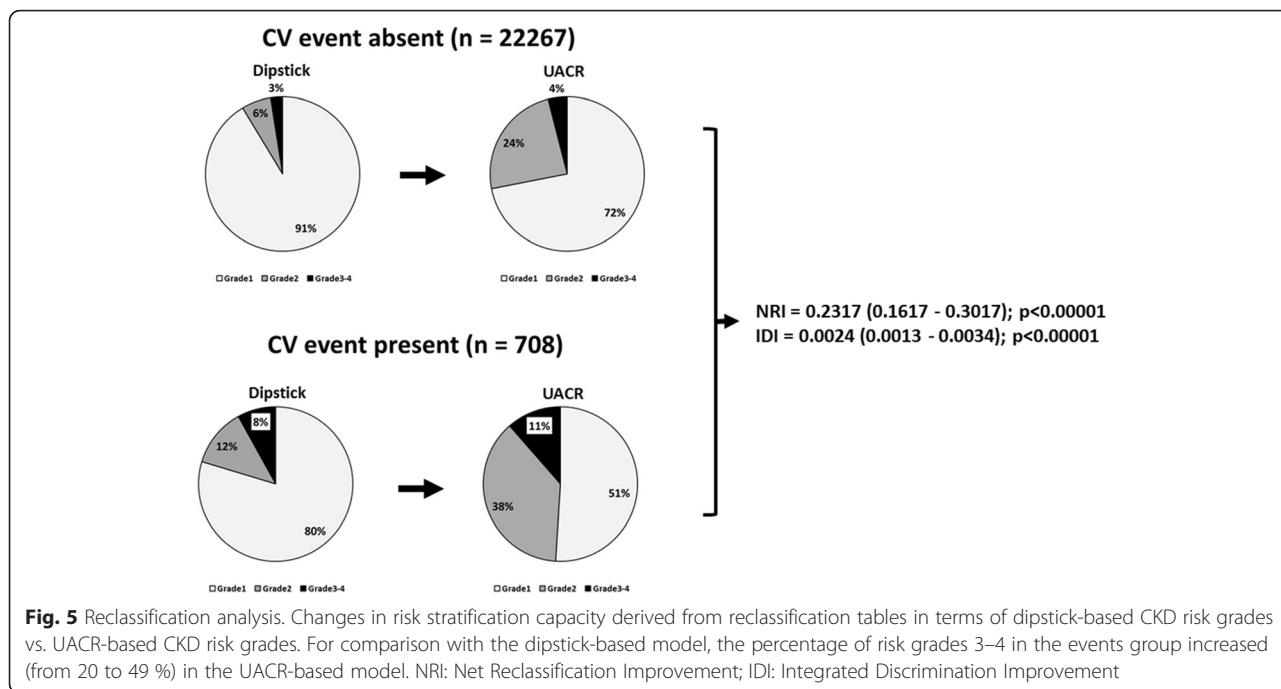 CV event absent (n = 22267)
Dipstick
3%
6%
91%
Grade1 Grade2 Grade3-4
UACR
4%
24%
72%
Grade1 Grade2 Grade3-4
CV event present (n = 708)
Dipstick
8%
12%
80%
Grade1 Grade2 Grade3-4
UACR
11%
38%
51%
Grade1 Grade2 Grade3-4
NRI = 0.2317 (0.1617 - 0.3017); p<0.00001
IDI = 0.0024 (0.0013 - 0.0034); p<0.00001
Fig. 5 Reclassification analysis. Changes in risk stratification capacity derived from reclassification tables in terms of dipstick-based CKD risk grades
vs. UACR-based CKD risk grades. For comparison with the dipstick-based model, the percentage of risk grades 3–4 in the events group increased
(from 20 to 49 %) in the UACR-based model. NRI: Net Reclassification Improvement; IDI: Integrated Discrimination Improvement